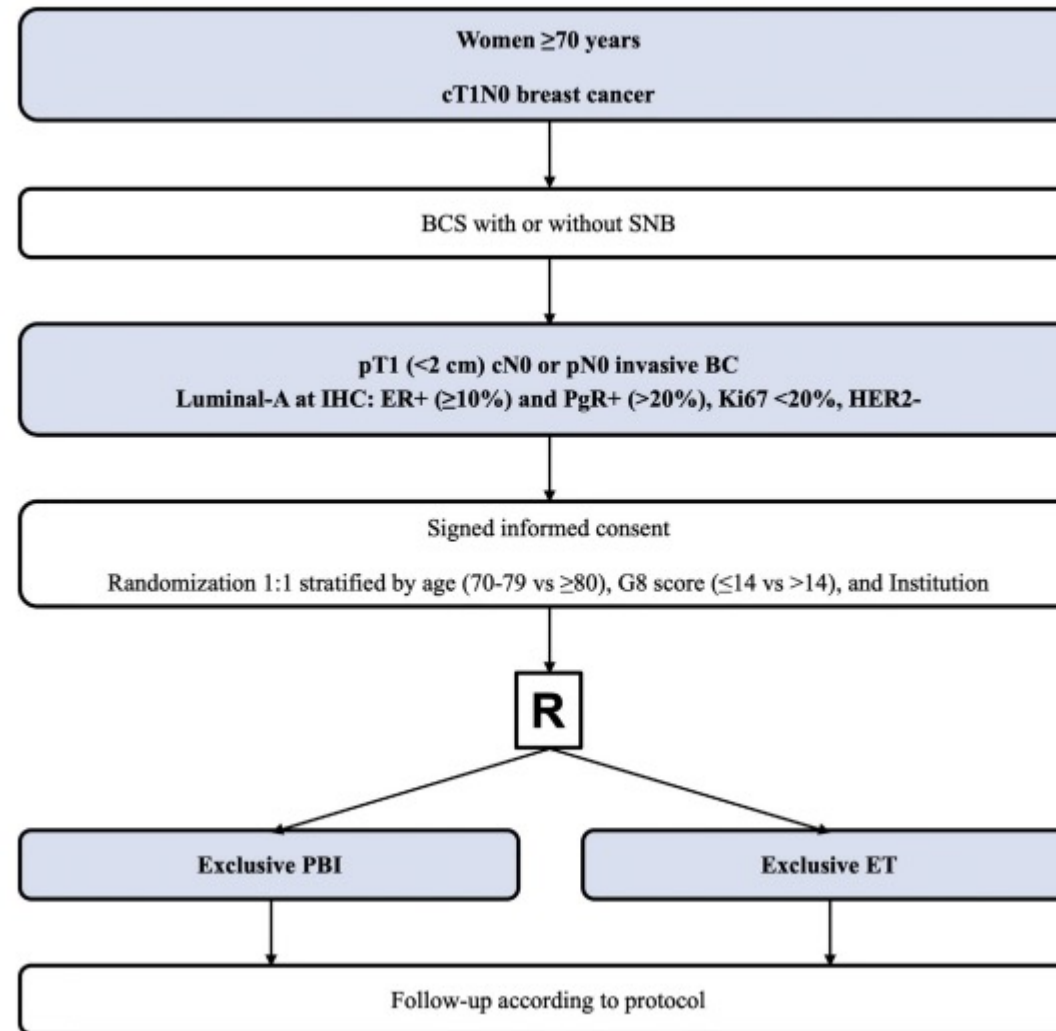 Women ≥70 years
cT1N0 breast cancer
BCS with or without SNB
pT1 (<2 cm) cN0 or pN0 invasive BC
Luminal-A at IHC: ER+ (≥10%) and PgR+ (>20%), Ki67 <20%, HER2-
Signed informed consent
Randomization 1:1 stratified by age (70-79 vs ≥80), G8 score (≤14 vs >14), and Institution
R
Exclusive PBI
Exclusive ET
Follow-up according to protocol